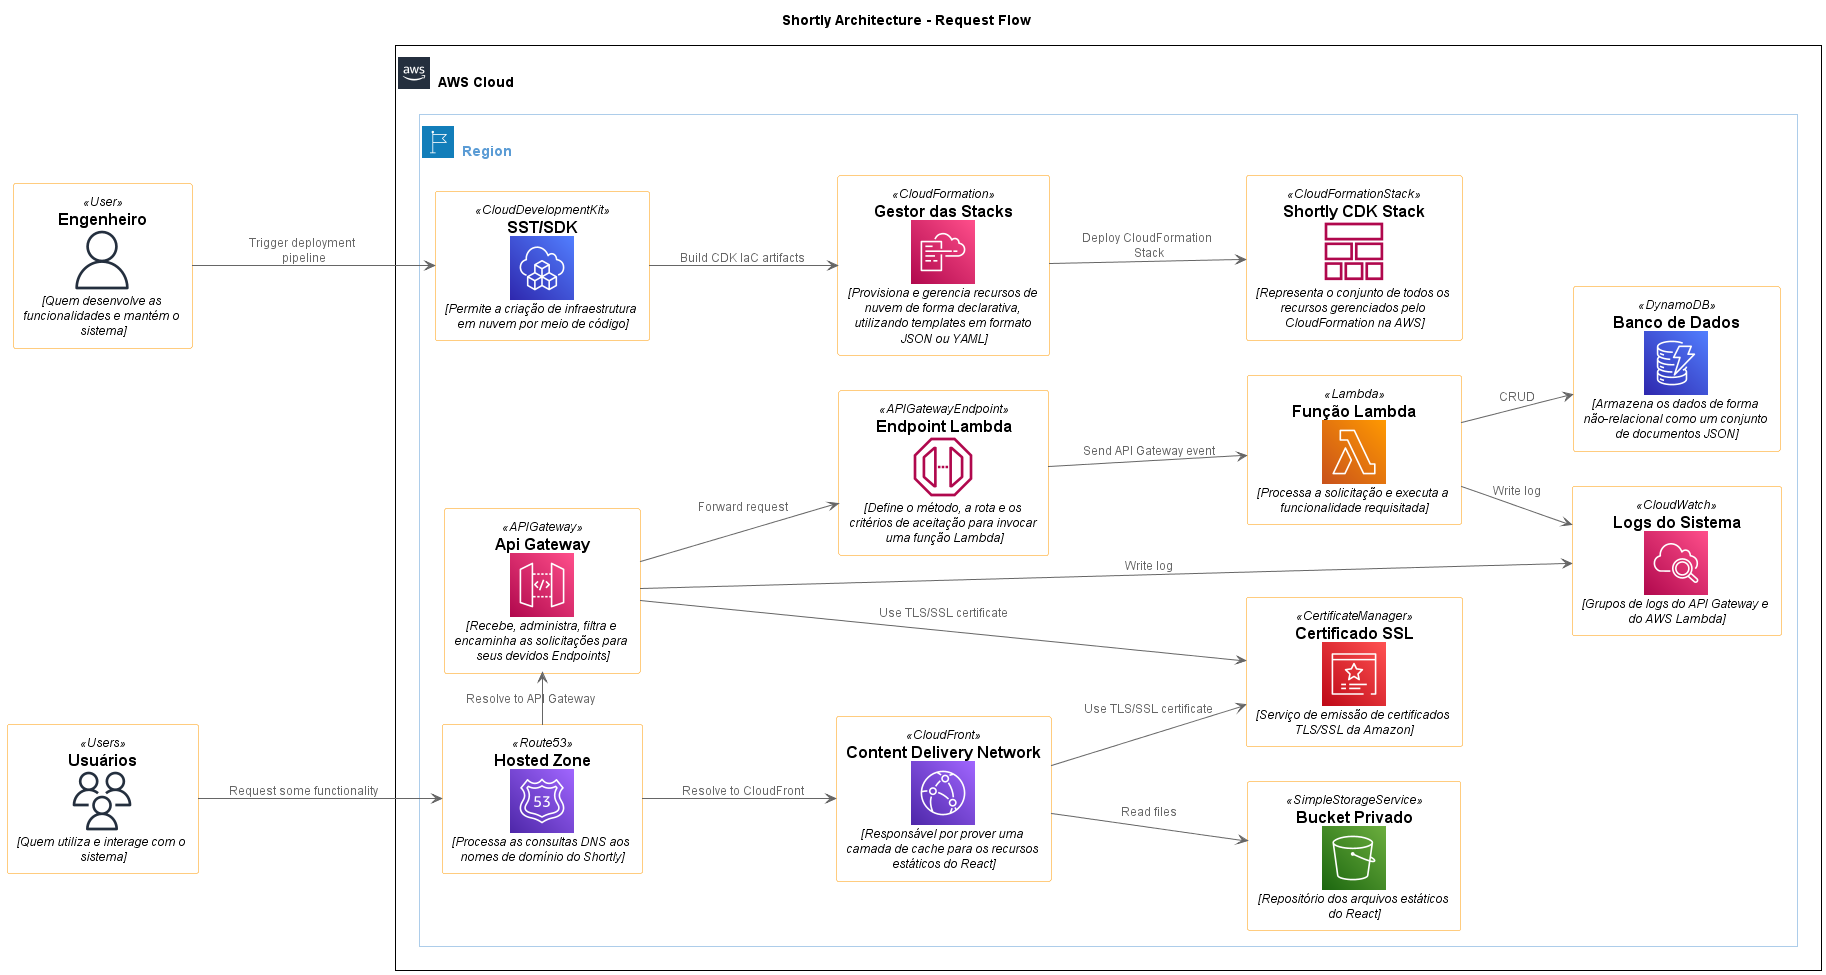 Shortly Architecture - Request Flow
aws
AWS Cloud
Region
«User»
Engenheiro
[Quem desenvolve as
funcionalidades e mantém o
sistema]
Trigger deployment
pipeline
«CloudDevelopmentKit»
SST/SDK
[Permite a criação de infraestrutura
em nuvem por meio de código]
Build CDK IaC artifacts
«CloudFormation»
Gestor das Stacks
[Provisiona e gerencia recursos de
nuvem de forma declarativa,
utilizando templates em formato
JSON ou YAML]
Deploy CloudFormation
Stack
«CloudFormationStack»
Shortly CDK Stack
[Representa o conjunto de todos os
recursos gerenciados pelo
CloudFormation na AWS]
«DynamoDB»
Banco de Dados
[Armazena os dados de forma
não-relacional como um conjunto
de documentos JSON]
«APIGatewayEndpoint»
Endpoint Lambda
[Define o método, a rota e os
critérios de aceitação para invocar
uma função Lambda]
Send API Gateway event
«Lambda»
Função Lambda
[Processa a solicitação e executa a
funcionalidade requisitada]
CRUD
Write log
«CloudWatch»
Logs do Sistema
[Grupos de logs do API Gateway e
do AWS Lambda]
«APIGateway»
Api Gateway
[Recebe, administra, filtra e
encaminha as solicitações para
seus devidos Endpoints]
Forward request
Write log
Use TLS/SSL certificate
«CertificateManager»
Certificado SSL
[Serviço de emissão de certificados
TLS/SSL da Amazon]
Resolve to API Gateway
«Users»
Usuários
[Quem utiliza e interage com o
sistema]
Request some functionality
«Route53»
Hosted Zone
53
[Processa as consultas DNS aos
nomes de domínio do Shortly]
Resolve to CloudFront
«CloudFront»
Content Delivery Network
[Responsável por prover uma
camada de cache para os recursos
estáticos do React]
Use TLS/SSL certificate
Read files
«SimpleStorageService»
Bucket Privado
[Repositório dos arquivos estáticos
do React]